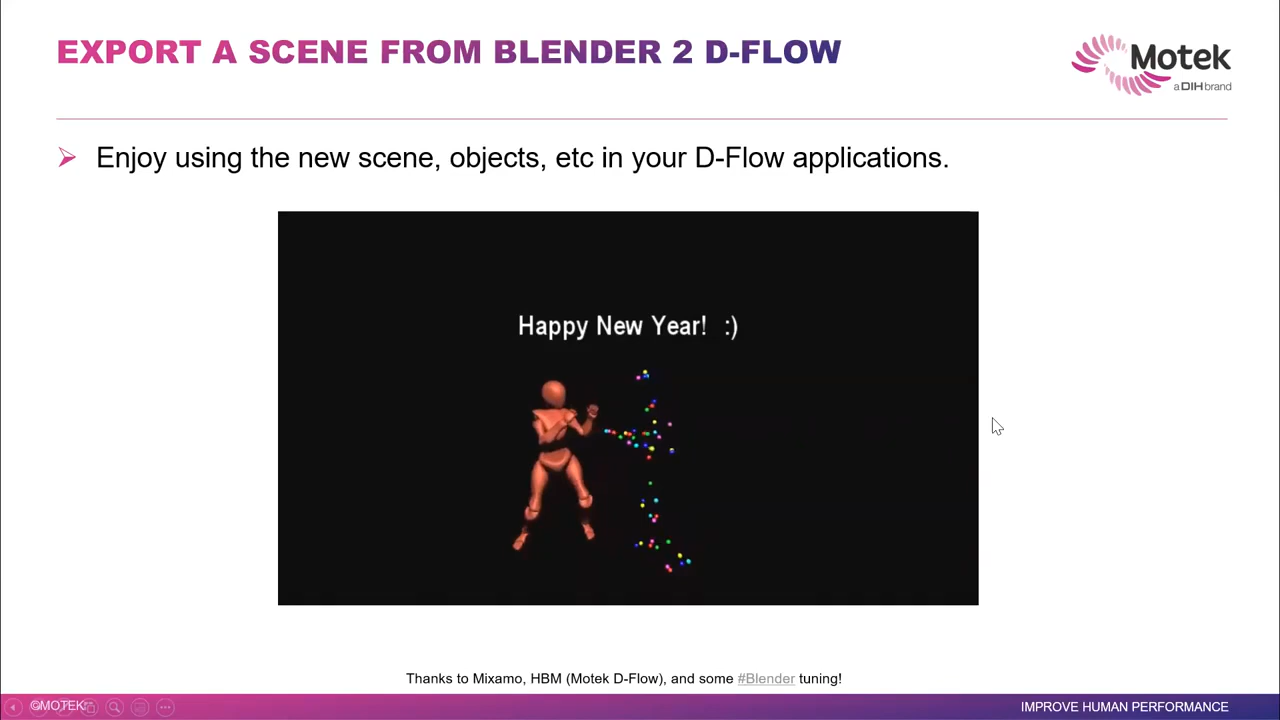 EXPORT A SCENE FROM BLENDER 2 D-FLOW
Motek
a DIH brand
Enjoy using the new scene, objects, etc in your D-Flow applications.
Happy New Year! :)
Thanks to Mixamo, HBM (Motek D-Flow), and some #Blender tuning!
©MOTEK
IMPROVE HUMAN PERFORMANCE